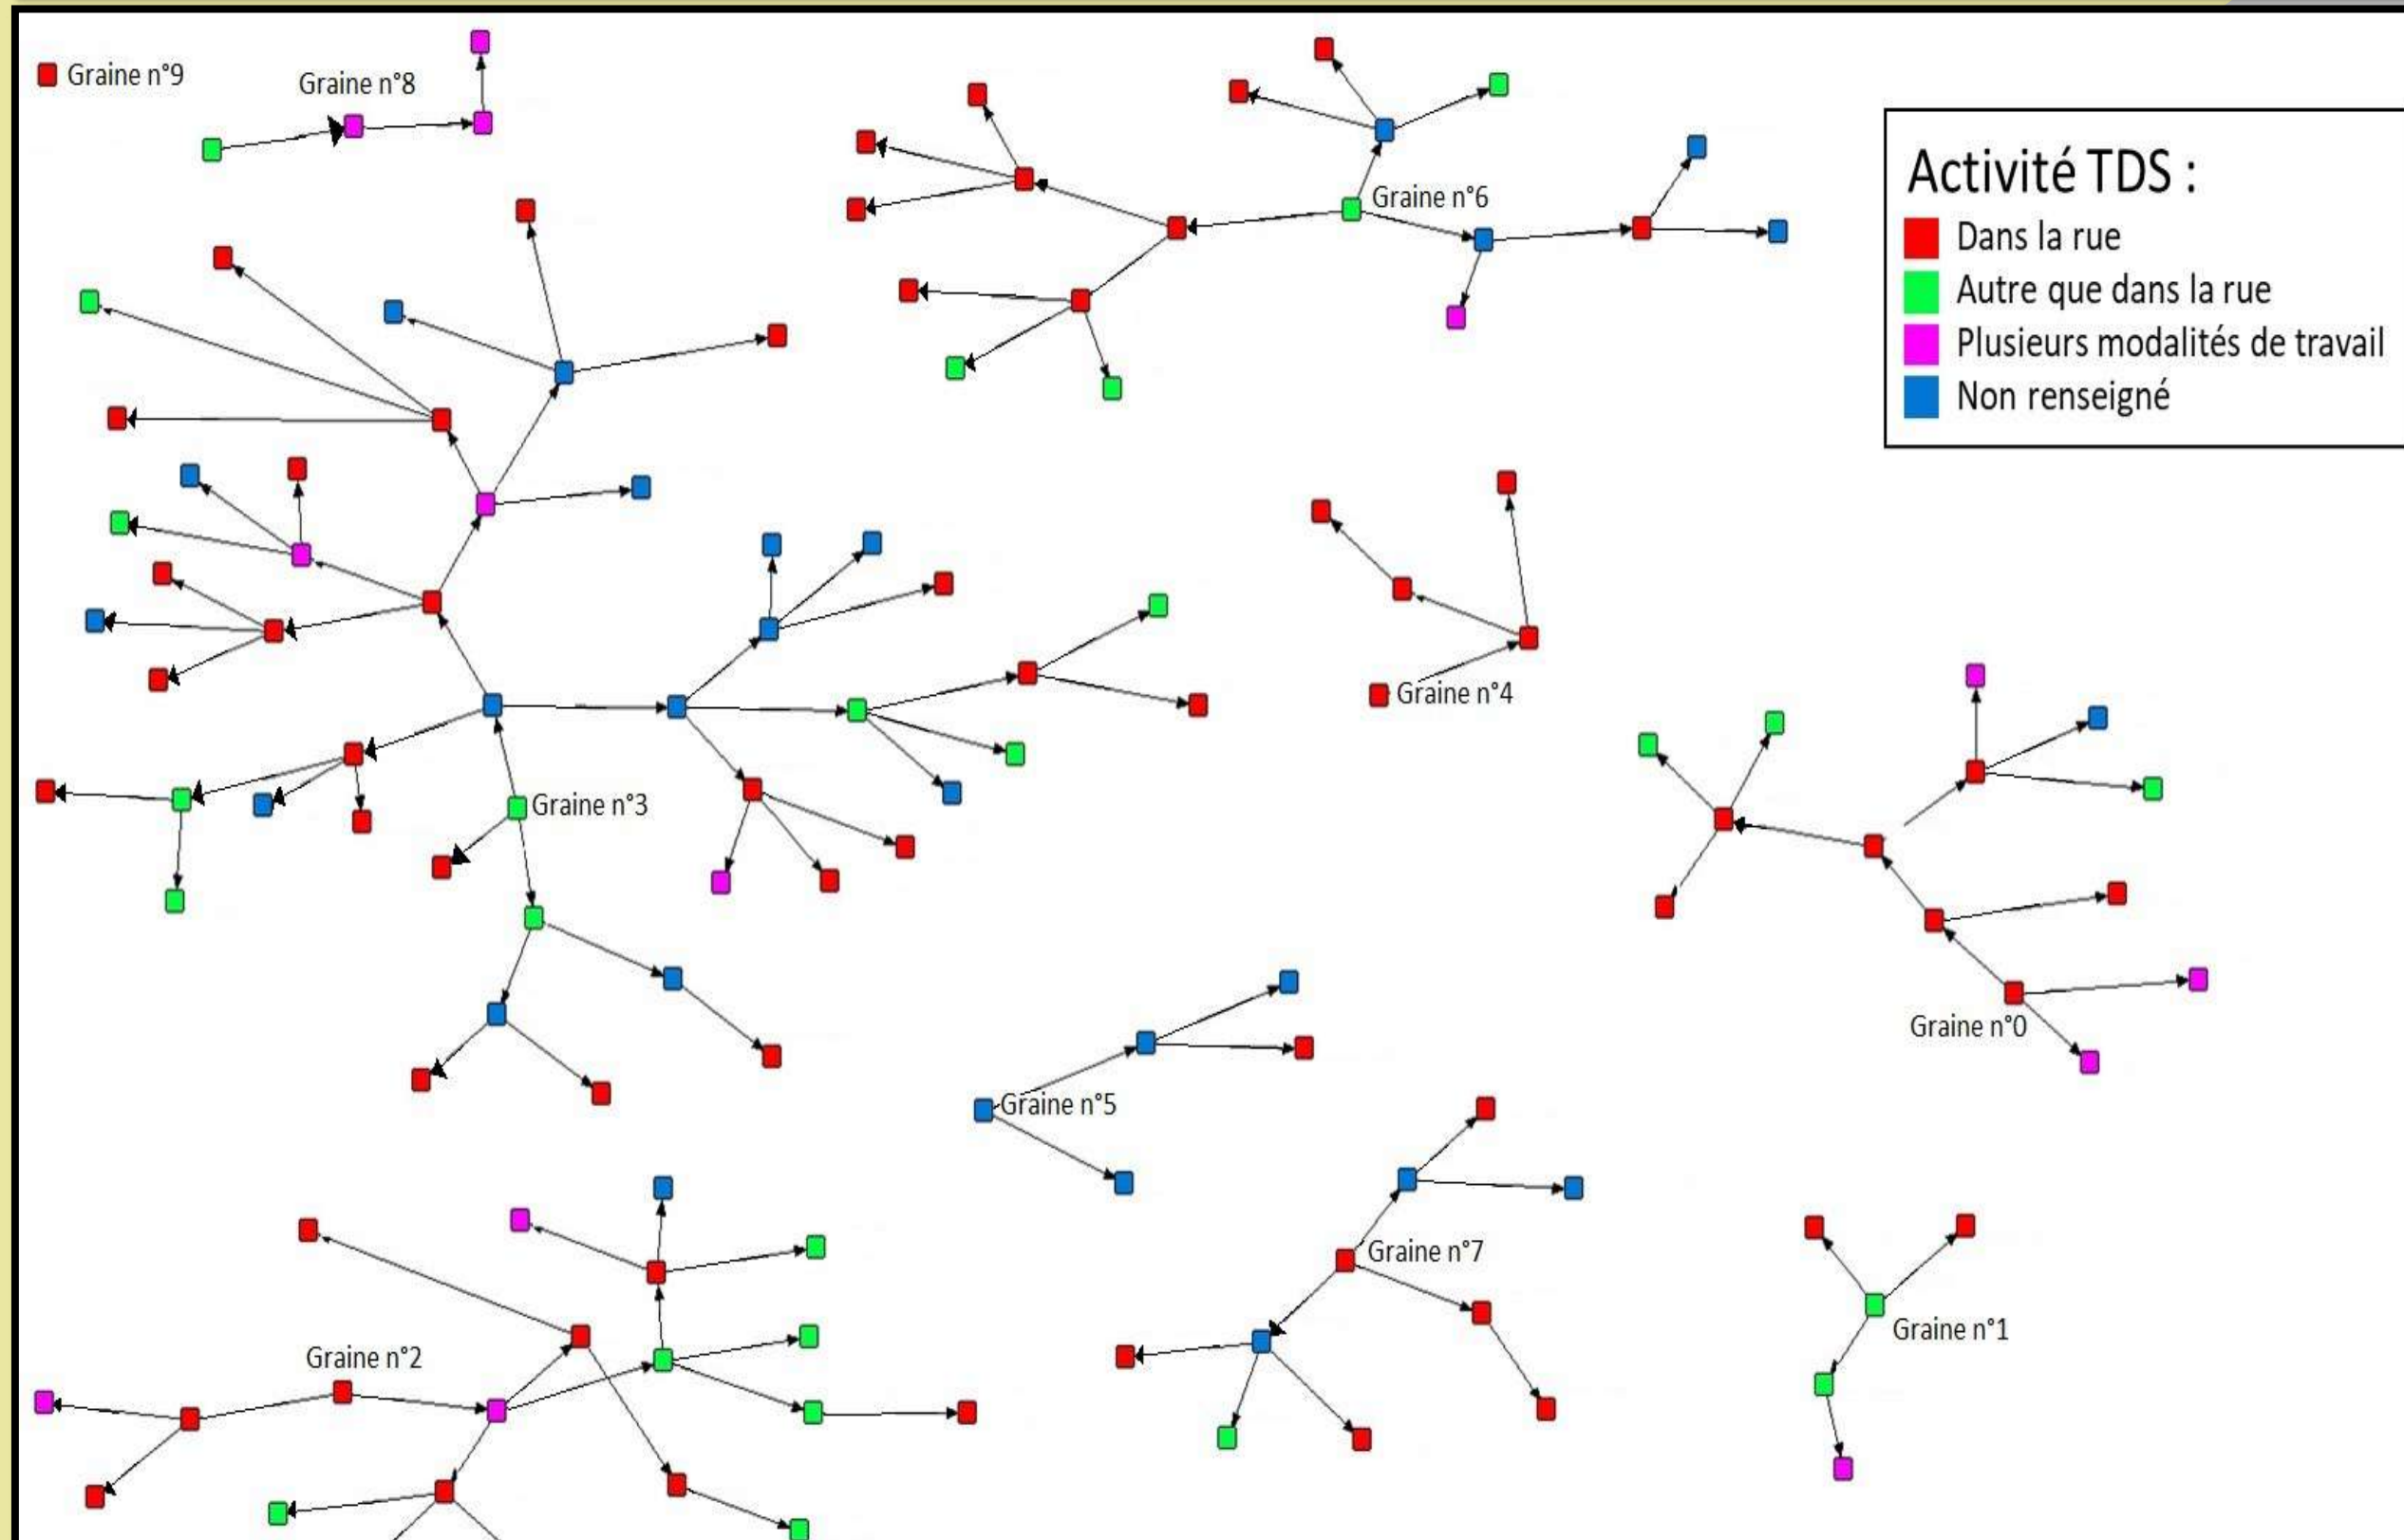 Graine n°9
Graine n°8
Graine n°6
Activité TDS :
Dans la rue
Autre que dans la rue
Plusieurs modalités de travail
Non renseigné
Graine n°4
Graine n°3
Graine n°0
Graine n°5
Graine n°7
Graine n°1
Graine n°2